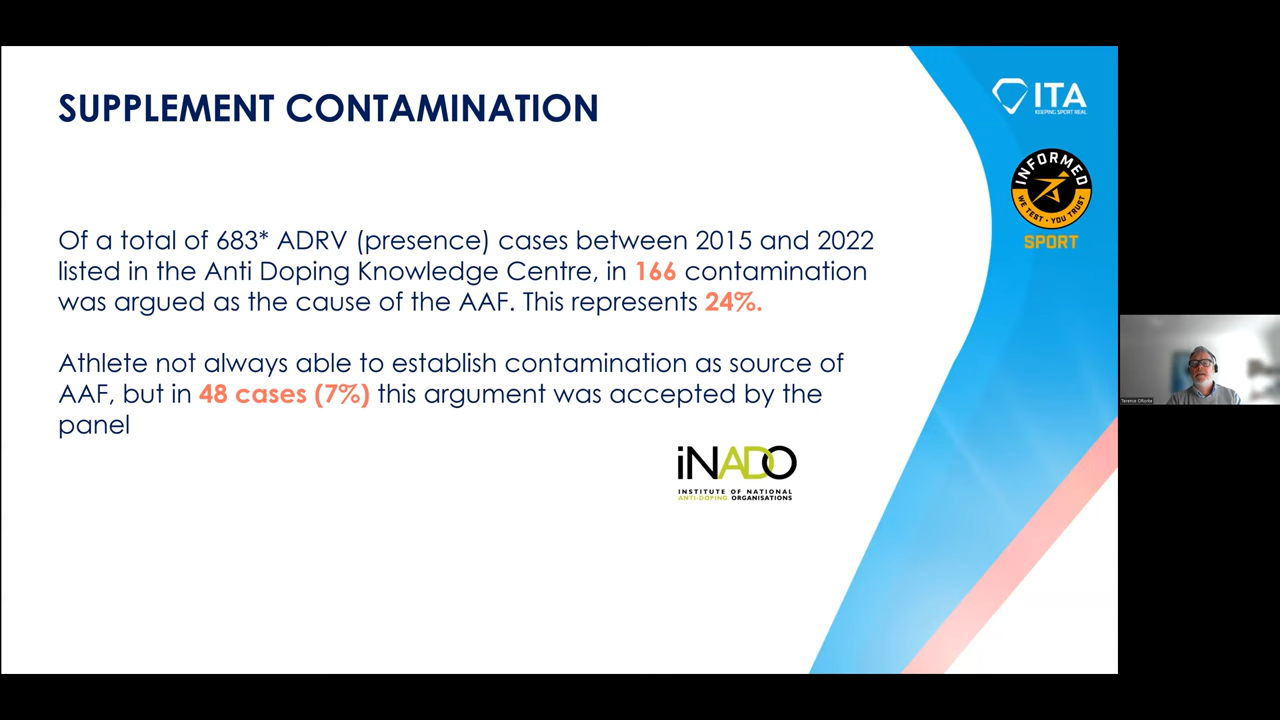 SUPPLEMENT CONTAMINATION
ITA
KEEPING SPORT REAL
INFORMED
WE TEST • YOU TRUST
SPORT
Of a total of 683* ADRV (presence) cases between 2015 and 2022
listed in the Anti Doping Knowledge Centre, in 166 contamination
was argued as the cause of the AAF. This represents 24%.
Athlete not always able to establish contamination as source of
AAF, but in 48 cases (7%) this argument was accepted by the
panel
iNADO
INSTITUTE OF NATIONAL
ANTI-DOPING ORGANISATIONS
Terence ORorke